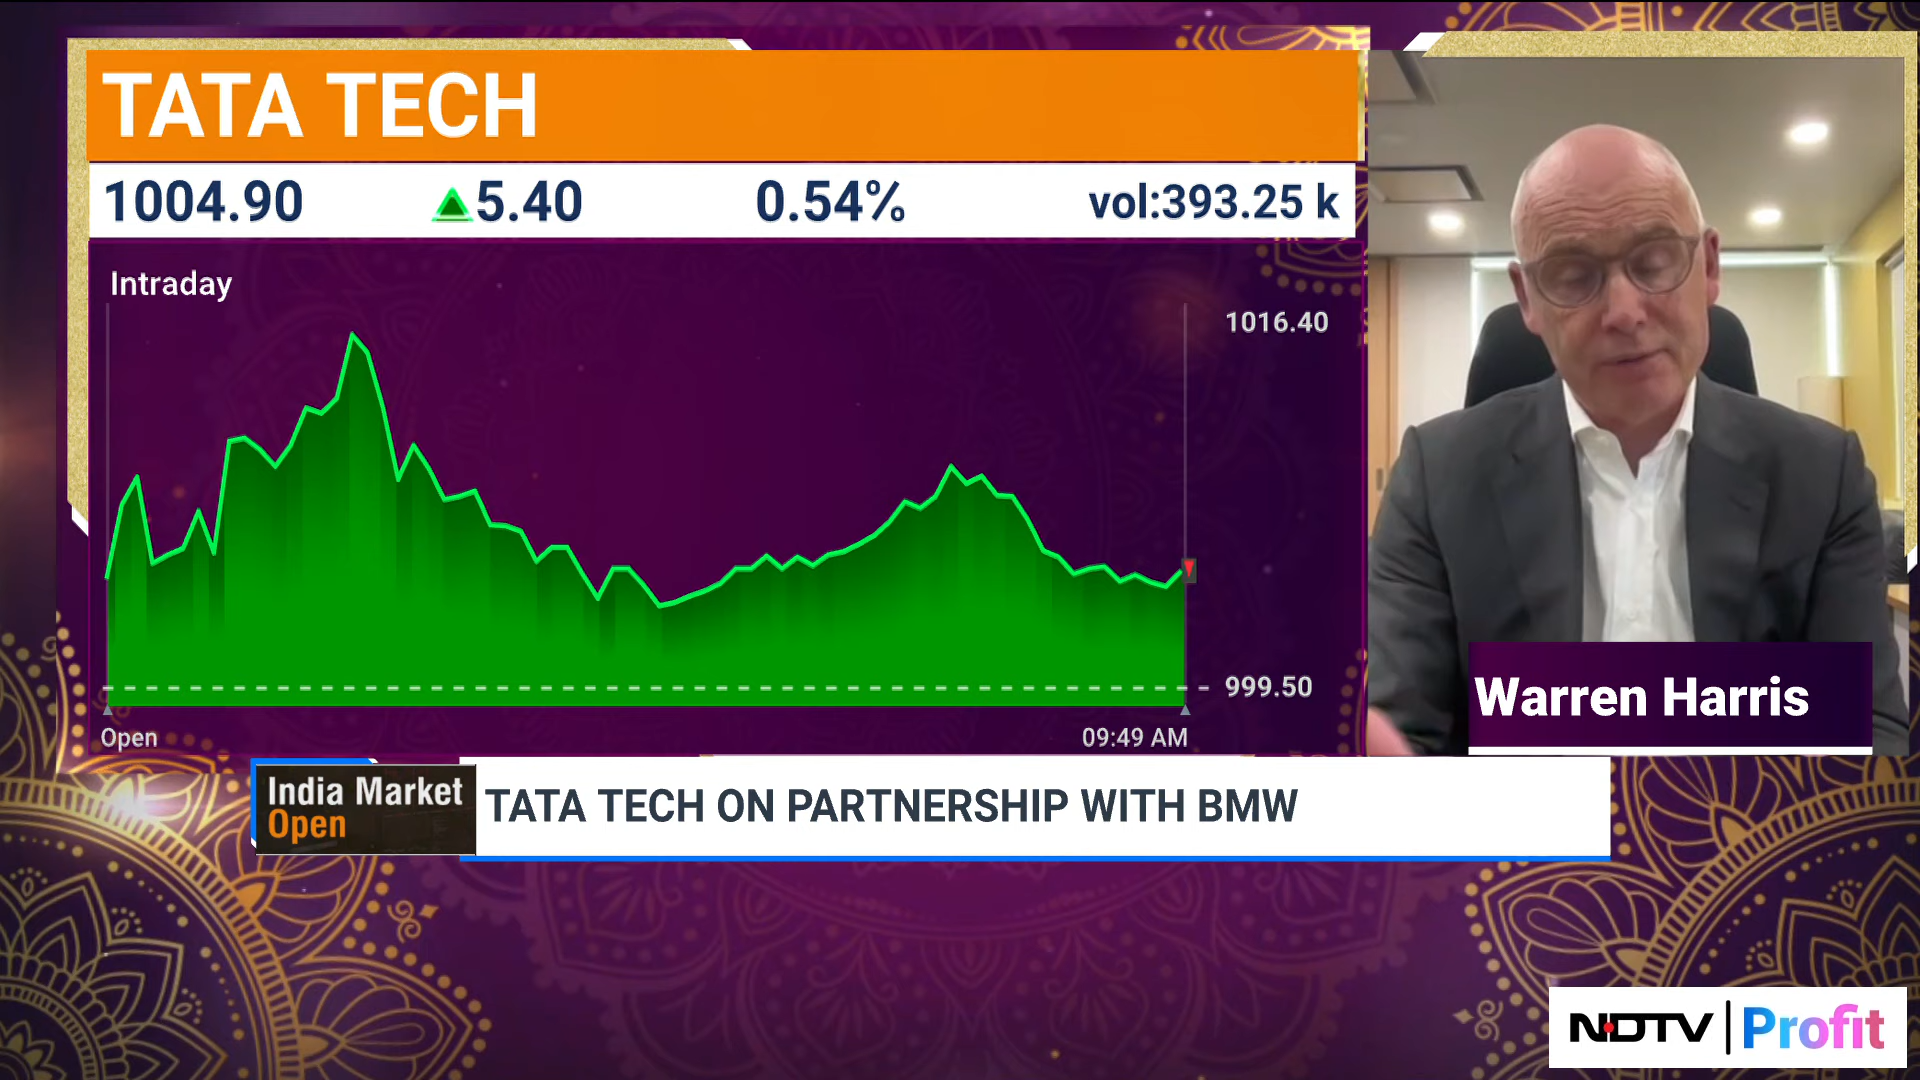 TATA TECH
1004.90 5.40 0.54% vol:393.25 k
Intraday
1016.40
999.50
Open 09:49 AM
Warren Harris
India Market
Open
TATA TECH ON PARTNERSHIP WITH BMW
NDTV Profit